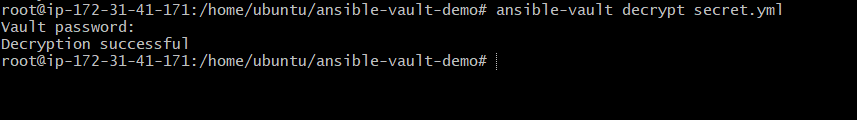 root@ip-172-31-41-171:/home/ubuntu/ansible-vault-demo# ansible-vault decrypt secret.yml
Vault password:
Decryption successful
root@ip-172-31-41-171:/home/ubuntu/ansible-vault-demo#